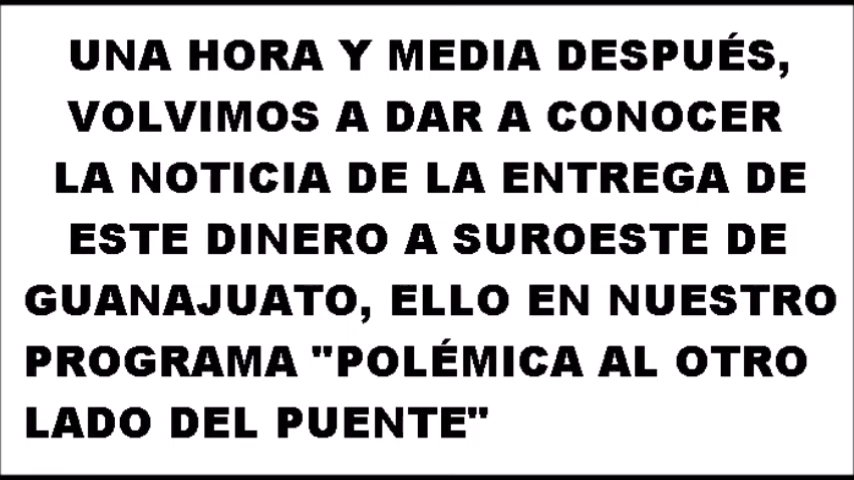 UNA HORA Y MEDIA DESPUÉS,
VOLVIMOS A DAR A CONOCER
LA NOTICIA DE LA ENTREGA DE
ESTE DINERO A SUROESTE DE
GUANAJUATO, ELLO EN NUESTRO
PROGRAMA "POLÉMICA AL OTRO
LADO DEL PUENTE"